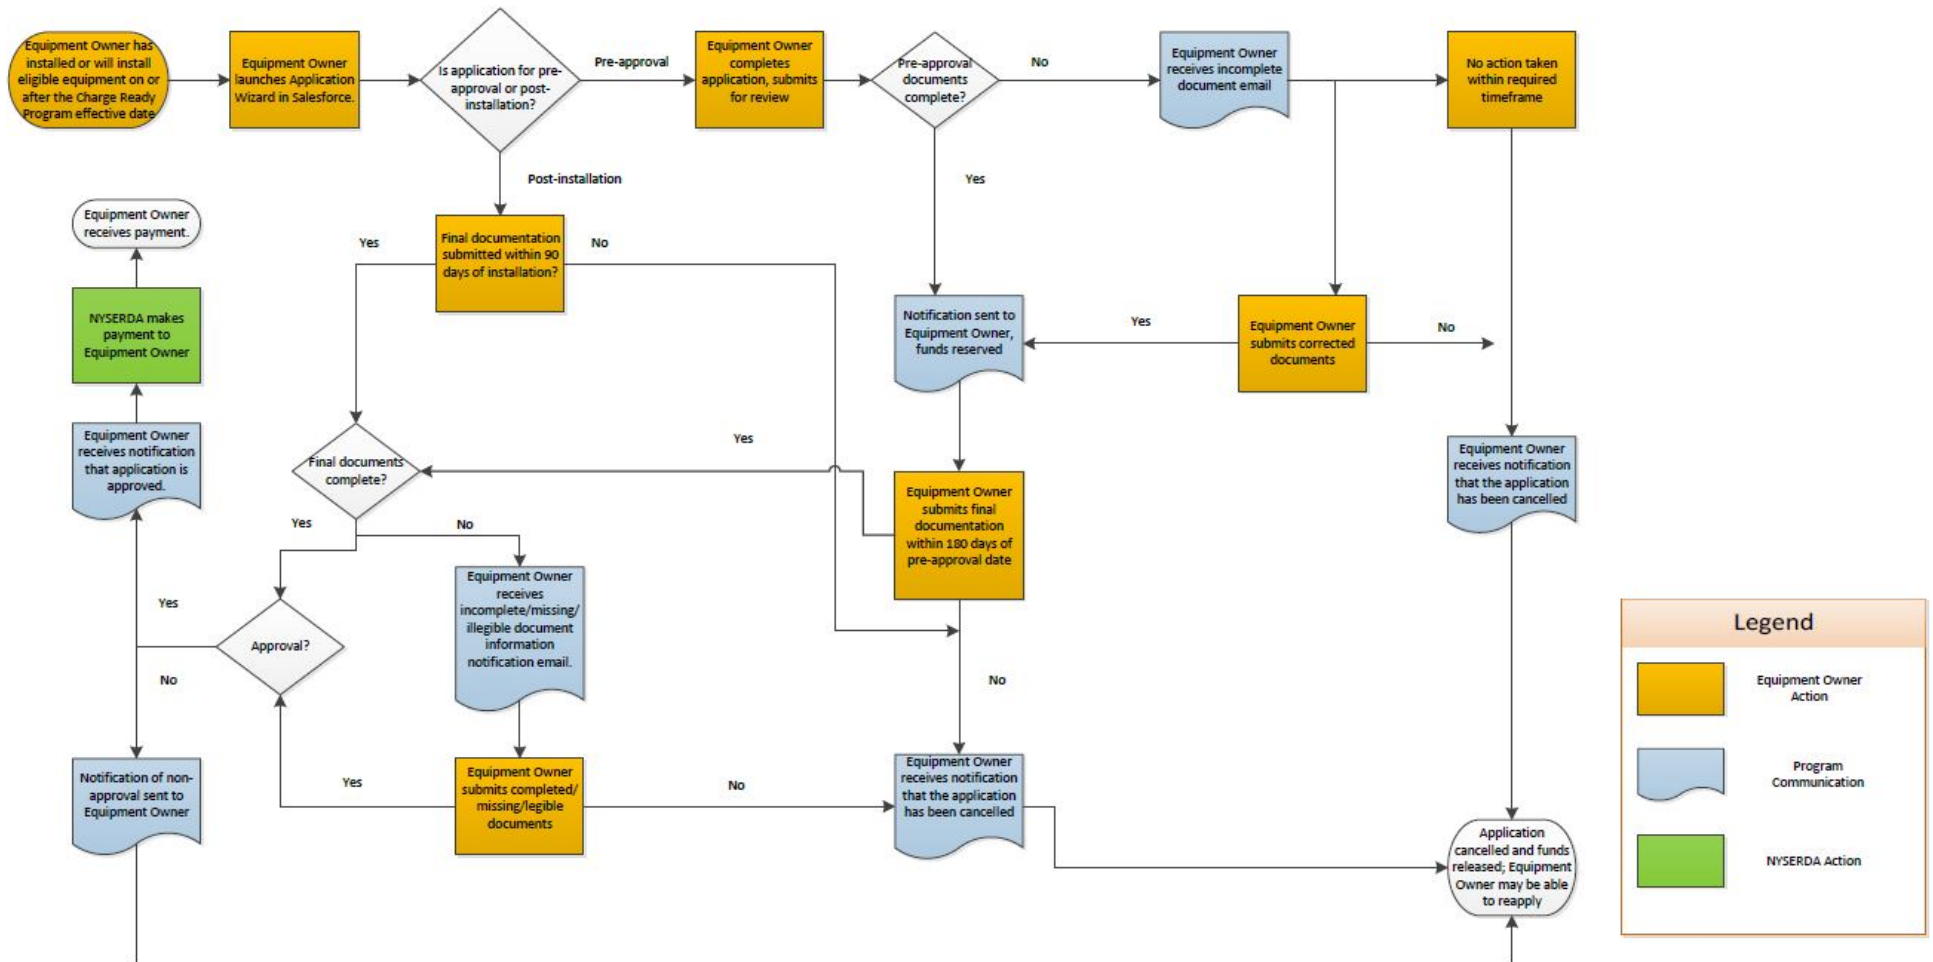 Equipment Owner has
installed or will install
eligible equipment on or
after the Charge Ready
Program effective date
Equipment Owner
launches Application
Wizard in Salesforce.
Is application for pre-
approval or post-
installation?
Pre-approval
Equipment Owner
completes
application, submits
for review
Pre-approval
documents
complete?
No
Equipment Owner
receives incomplete
document email
No action taken
within required
timeframe
Post-installation
Yes
Equipment Owner
receives payment.
Yes
Final documentation
submitted within 90
days of installation?
No
NYSERDA makes
payment to
Equipment Owner
Notification sent to
Equipment Owner,
funds reserved
Yes
Equipment Owner
submits corrected
documents
No
Equipment Owner
receives notification
that application is
approved.
Final documents
complete?
Yes
Equipment Owner
submits final
documentation
within 180 days of
pre-approval date
Equipment Owner
receives notification
that the application
has been cancelled
Yes
No
Equipment Owner
receives
incomplete/missing/
illegible document
information
notification email.
Yes
Approval?
No
No
Legend
Equipment Owner
Action
Program
Communication
NYSERDA Action
Notification of non-
approval sent to
Equipment Owner
Yes
Equipment Owner
submits completed/
missing/legible
documents
No
Equipment Owner
receives notification
that the application
has been cancelled
Application
cancelled and funds
released; Equipment
Owner may be able
to reapply